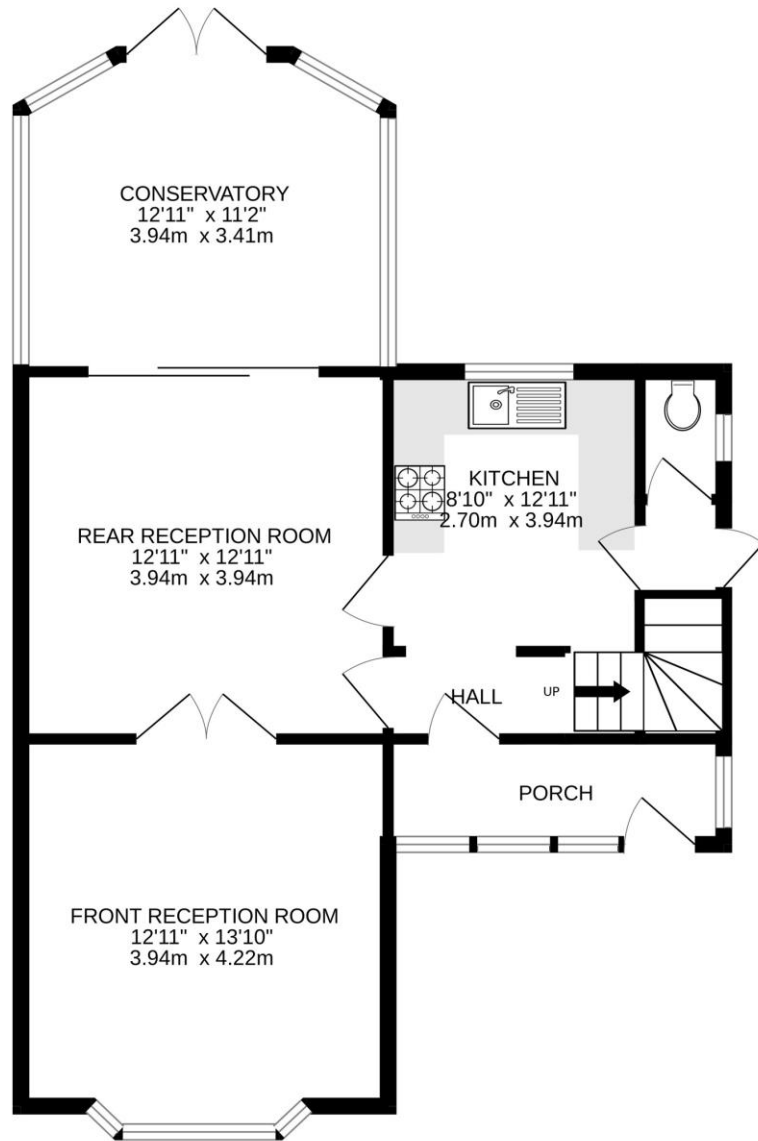 CONSERVATORY
12'11" x 11'2"
3.94m x 3.41m
KITCHEN
8'10" x 12'11"
2.70m x 3.94m
REAR RECEPTION ROOM
12'11" x 12'11"
3.94m x 3.94m
HALL
UP
PORCH
FRONT RECEPTION ROOM
12'11" x 13'10"
3.94m x 4.22m